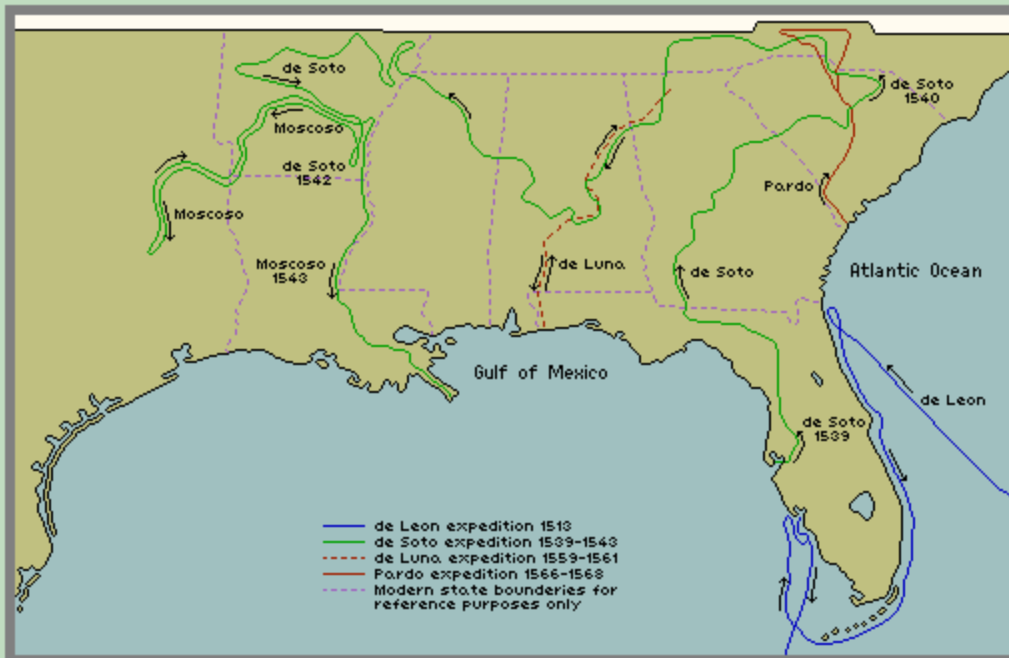 de Soto
Moscoso
de Soto
1542
Moscoso
Moscoso
1543
de Soto
1540
Pardo
de Luna
de Soto
Atlantic Ocean
Gulf of Mexico
de Leon
de Soto
1539
de Leon expedition 1513
de Soto expedition 1539-1543
de Luna expedition 1559-1561
Pardo expedition 1566-1568
Modern state bounderies for
reference purposes only